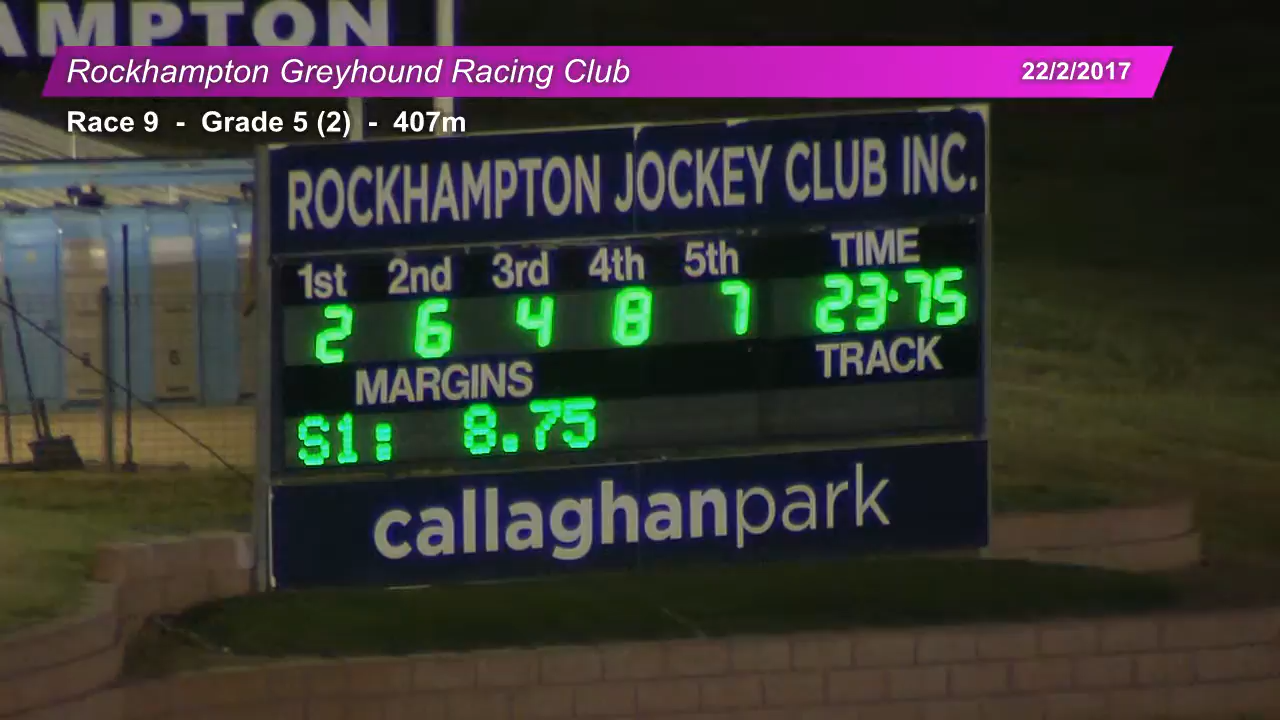 AMPTON
Rockhampton Greyhound Racing Club 22/2/2017
Race 9 - Grade 5 (2) - 407m
ROCKHAMPTON JOCKEY CLUB INC.
1st 2nd 3rd 4th 5th TIME
2 6 4 8 7 23.75
MARGINS TRACK
S1: 8.75
callaghanpark